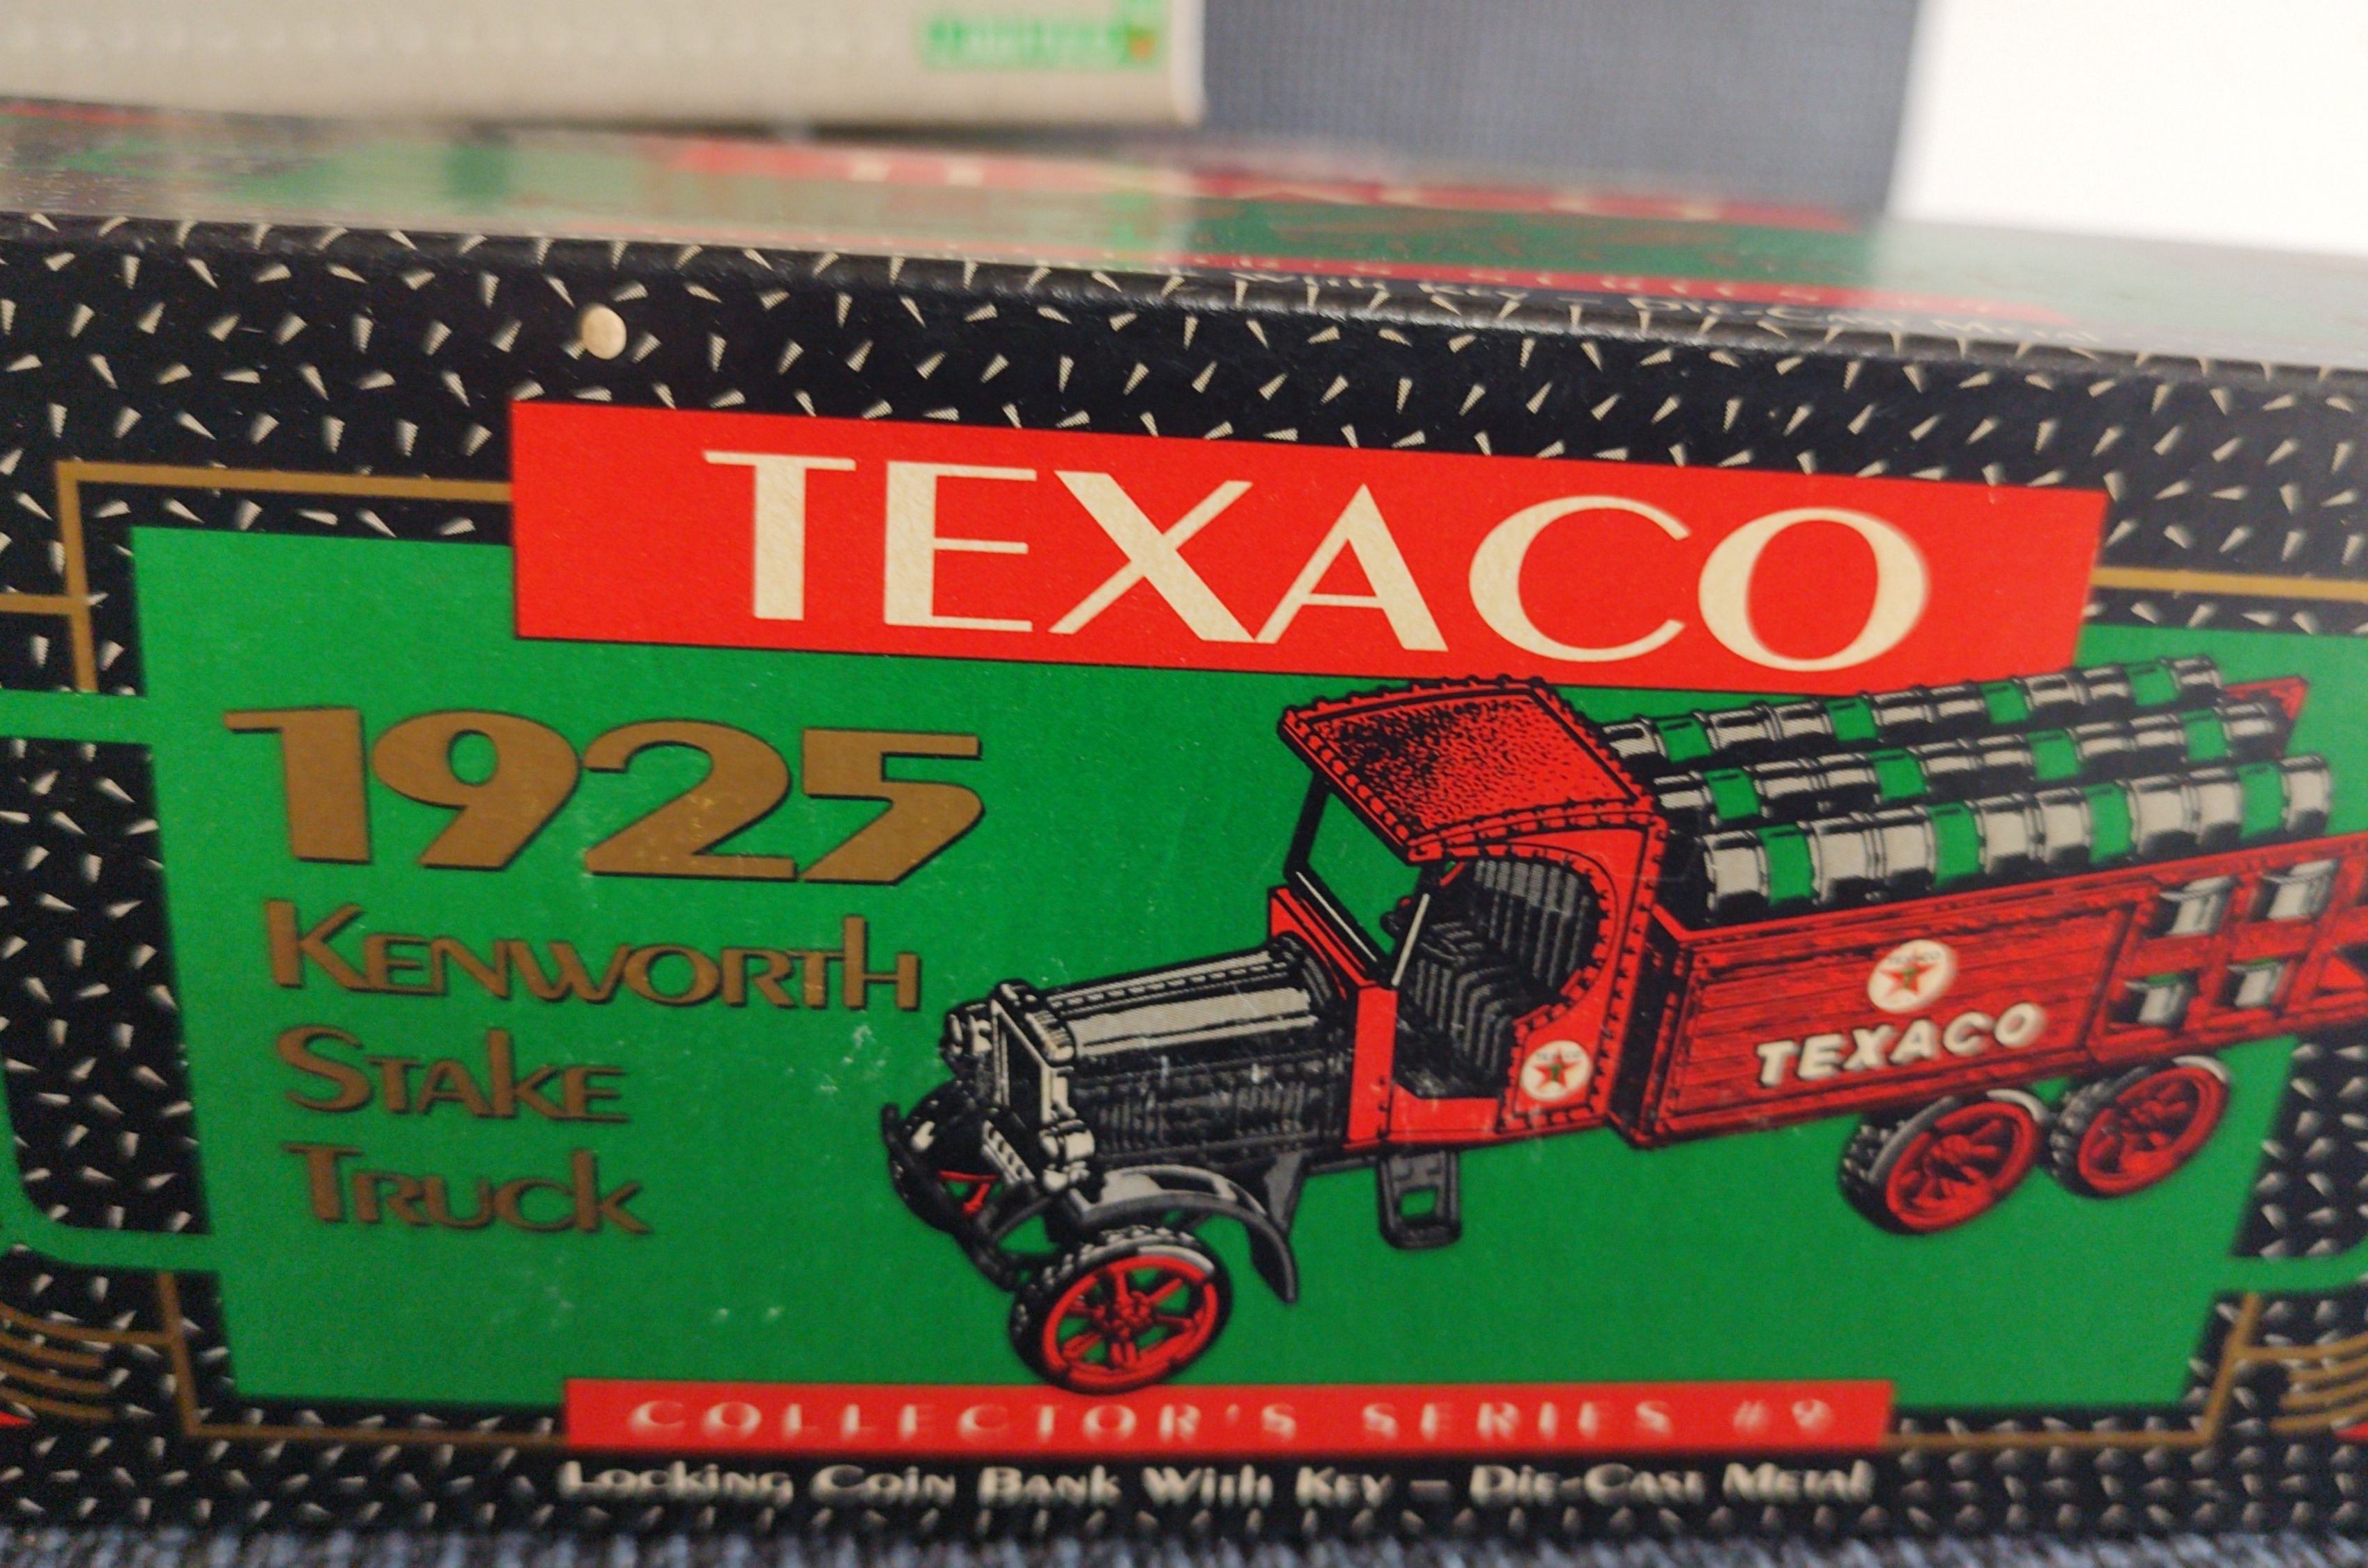 TEXACO
1925
KENWORTH
STAKE
TRUCK
TEXACO
COLLECTOR'S SERIES #9
LOCKING COIN BANK WITH KEY – DIE-CAST METAL